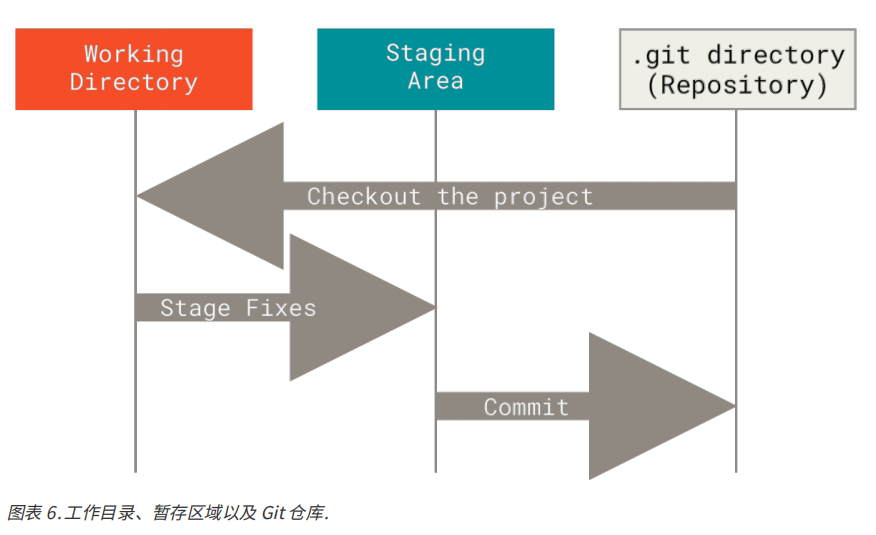 Working
Directory
Staging
Area
.git directory
(Repository)
Checkout the project
Stage Fixes
Commit
图表 6. 工作目录、暂存区域以及 Git 仓库.